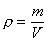 ρ = m/V